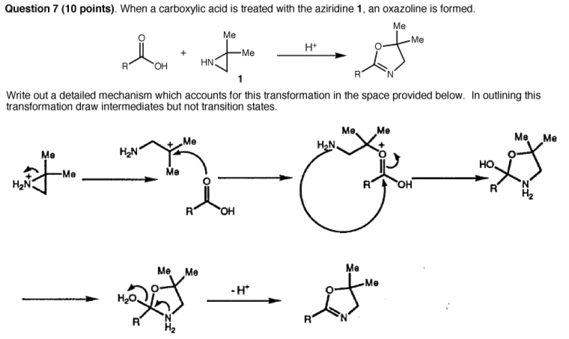 Question 7 (10 points). When a carboxylic acid is treated with the aziridine 1, an oxazoline is formed.
O
R
OH
+
Me
Me
HN
1
H+
Me
O
Me
R
N
Write out a detailed mechanism which accounts for this transformation in the space provided below. In outlining this
transformation draw intermediates but not transition states.
Me
Me
H2N
+
H2N
+
Me
Me
O
R
OH
Me
Me
H2N
+
O
R
OH
Me
Me
O
HO
R
N
H2
Me
Me
O
H2O
R
N
H2
- H+
Me
O
Me
R
N